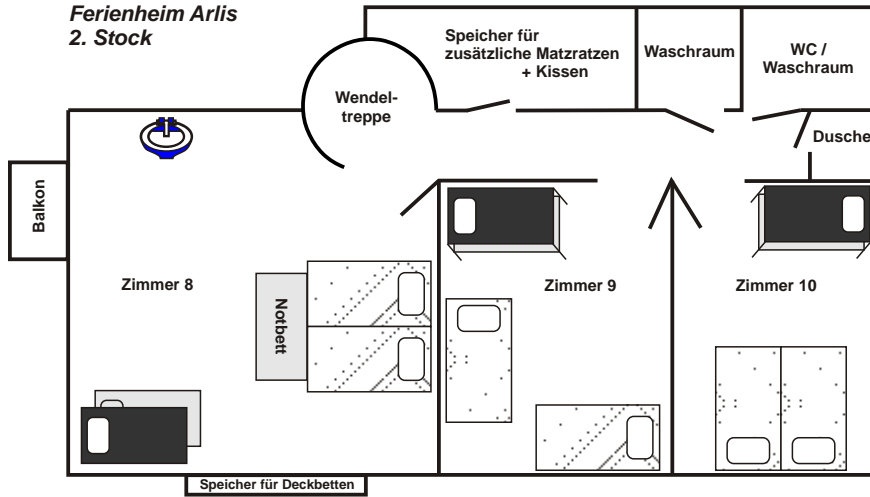 Ferienheim Arlis
2. Stock
Speicher für
zusätzliche Matzratzen
+ Kissen
Waschraum
WC /
Waschraum
Wendel-
treppe
Dusche
Balkon
Zimmer 8
Notbett
Zimmer 9
Zimmer 10
Speicher für Deckbetten